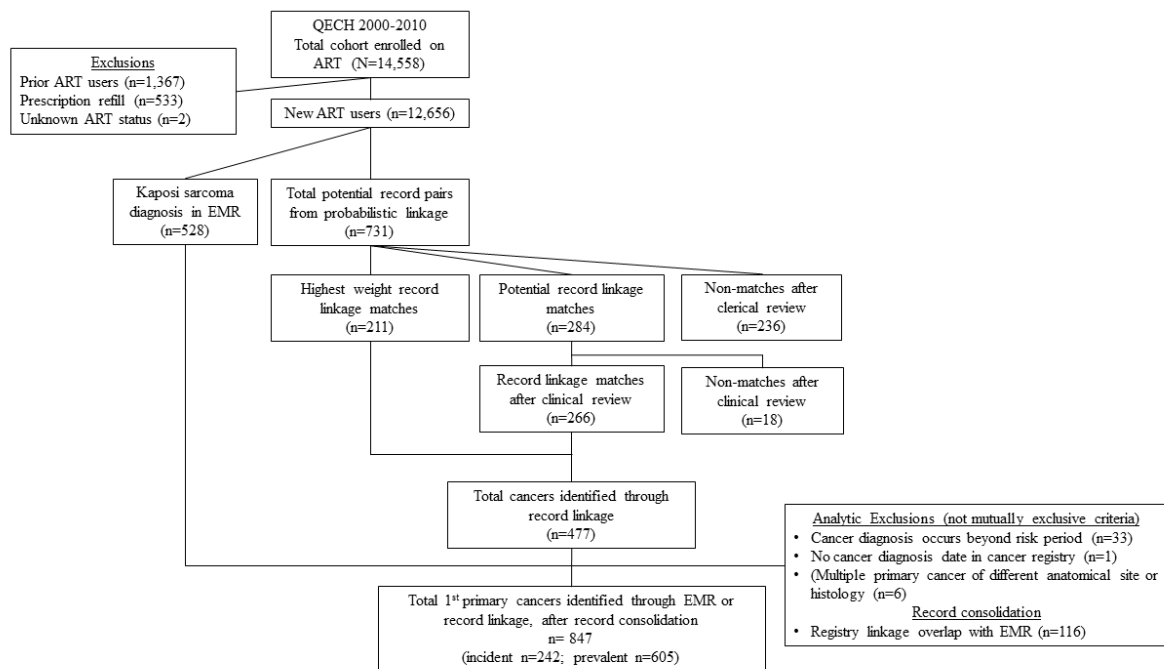 QECH 2000-2010
Total cohort enrolled on
ART (N=14,558)
Exclusions
Prior ART users (n=1,367)
Prescription refill (n=533)
Unknown ART status (n=2)
New ART users (n=12,656)
Kaposi sarcoma
diagnosis in EMR
(n=528)
Total potential record pairs
from probabilistic linkage
(n=731)
Highest weight record
linkage matches
(n=211)
Potential record linkage
matches
(n=284)
Non-matches after
clerical review
(n=236)
Record linkage matches
after clinical review
(n=266)
Non-matches after
clinical review
(n=18)
Total cancers identified through
record linkage
(n=477)
Analytic Exclusions (not mutually exclusive criteria)
• Cancer diagnosis occurs beyond risk period (n=33)
• No cancer diagnosis date in cancer registry (n=1)
• (Multiple primary cancer of different anatomical site or
histology (n=6)
Record consolidation
• Registry linkage overlap with EMR (n=116)
Total 1st primary cancers identified through EMR or
record linkage, after record consolidation
n= 847
(incident n=242; prevalent n=605)